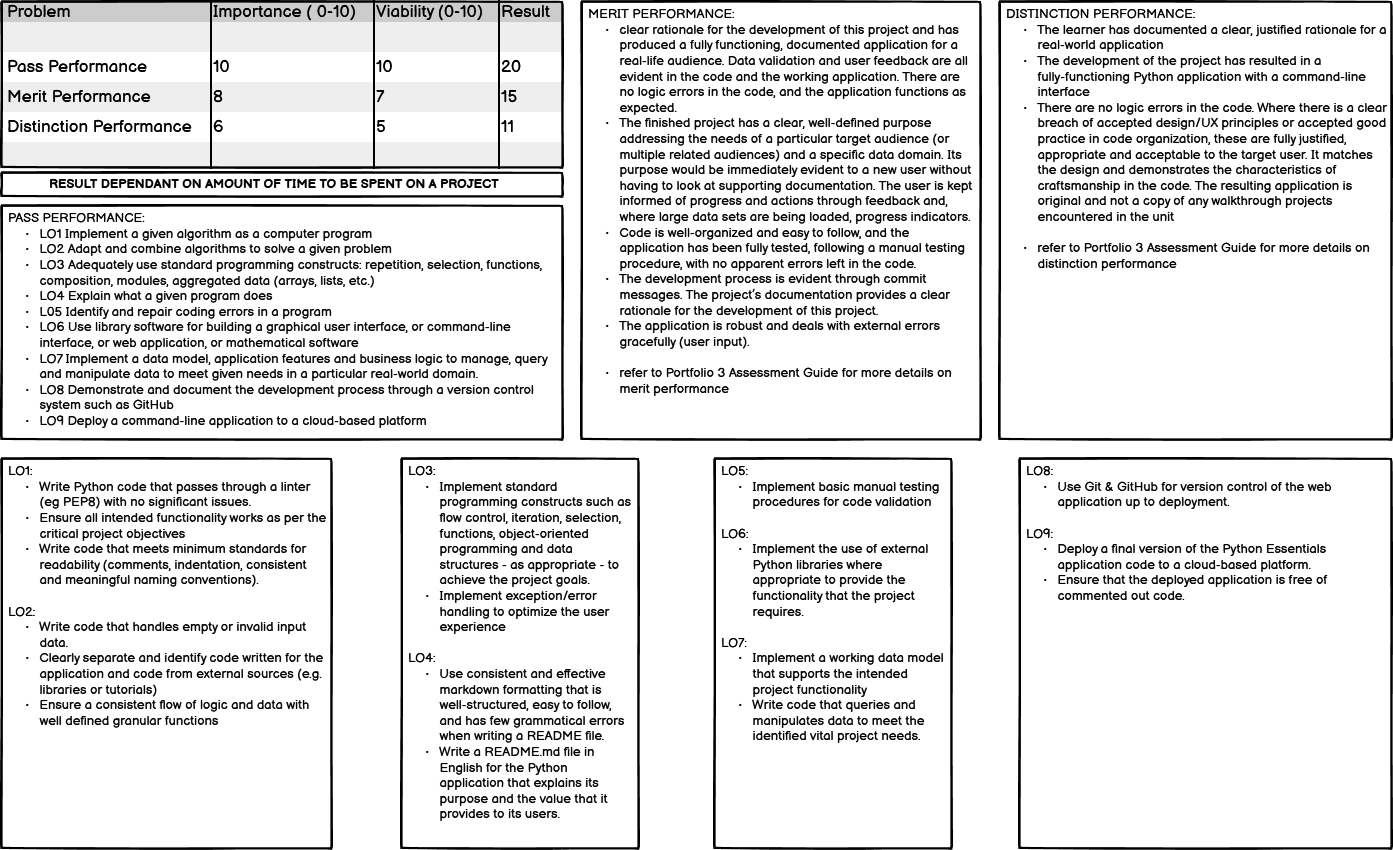 Problem Importance ( 0-10) Viability (0-10) Result
Pass Performance 10 10 20
Merit Performance 8 7 15
Distinction Performance 6 5 11
RESULT DEPENDANT ON AMOUNT OF TIME TO BE SPENT ON A PROJECT
PASS PERFORMANCE:
· LO1 Implement a given algorithm as a computer program
· LO2 Adapt and combine algorithms to solve a given problem
· LO3 Adequately use standard programming constructs: repetition, selection, functions,
composition, modules, aggregated data (arrays, lists, etc.)
· LO4 Explain what a given program does
· L05 Identify and repair coding errors in a program
· LO6 Use library software for building a graphical user interface, or command-line
interface, or web application, or mathematical software
· LO7 Implement a data model, application features and business logic to manage, query
and manipulate data to meet given needs in a particular real-world domain.
· LO8 Demonstrate and document the development process through a version control
system such as GitHub
· LO9 Deploy a command-line application to a cloud-based platform
MERIT PERFORMANCE:
· clear rationale for the development of this project and has
produced a fully functioning, documented application for a
real-life audience. Data validation and user feedback are all
evident in the code and the working application. There are
no logic errors in the code, and the application functions as
expected.
· The finished project has a clear, well-defined purpose
addressing the needs of a particular target audience (or
multiple related audiences) and a specific data domain. Its
purpose would be immediately evident to a new user without
having to look at supporting documentation. The user is kept
informed of progress and actions through feedback and,
where large data sets are being loaded, progress indicators.
· Code is well-organized and easy to follow, and the
application has been fully tested, following a manual testing
procedure, with no apparent errors left in the code.
· The development process is evident through commit
messages. The project's documentation provides a clear
rationale for the development of this project.
· The application is robust and deals with external errors
gracefully (user input).
· refer to Portfolio 3 Assessment Guide for more details on
merit performance
DISTINCTION PERFORMANCE:
· The learner has documented a clear, justified rationale for a
real-world application
· The development of the project has resulted in a
fully-functioning Python application with a command-line
interface
· There are no logic errors in the code. Where there is a clear
breach of accepted design/UX principles or accepted good
practice in code organization, these are fully justified,
appropriate and acceptable to the target user. It matches
the design and demonstrates the characteristics of
craftsmanship in the code. The resulting application is
original and not a copy of any walkthrough projects
encountered in the unit
· refer to Portfolio 3 Assessment Guide for more details on
distinction performance
LO1:
· Write Python code that passes through a linter
(eg PEP8) with no significant issues.
· Ensure all intended functionality works as per the
critical project objectives
· Write code that meets minimum standards for
readability (comments, indentation, consistent
and meaningful naming conventions).
LO2:
· Write code that handles empty or invalid input
data.
· Clearly separate and identify code written for the
application and code from external sources (e.g.
libraries or tutorials)
· Ensure a consistent flow of logic and data with
well defined granular functions
LO3:
· Implement standard
programming constructs such as
flow control, iteration, selection,
functions, object-oriented
programming and data
structures - as appropriate - to
achieve the project goals.
· Implement exception/error
handling to optimize the user
experience
LO4:
· Use consistent and effective
markdown formatting that is
well-structured, easy to follow,
and has few grammatical errors
when writing a README file.
· Write a README.md file in
English for the Python
application that explains its
purpose and the value that it
provides to its users.
LO5:
· Implement basic manual testing
procedures for code validation
LO6:
· Implement the use of external
Python libraries where
appropriate to provide the
functionality that the project
requires.
LO7:
· Implement a working data model
that supports the intended
project functionality
· Write code that queries and
manipulates data to meet the
identified vital project needs.
LO8:
· Use Git & GitHub for version control of the web
application up to deployment.
LO9:
· Deploy a final version of the Python Essentials
application code to a cloud-based platform.
· Ensure that the deployed application is free of
commented out code.